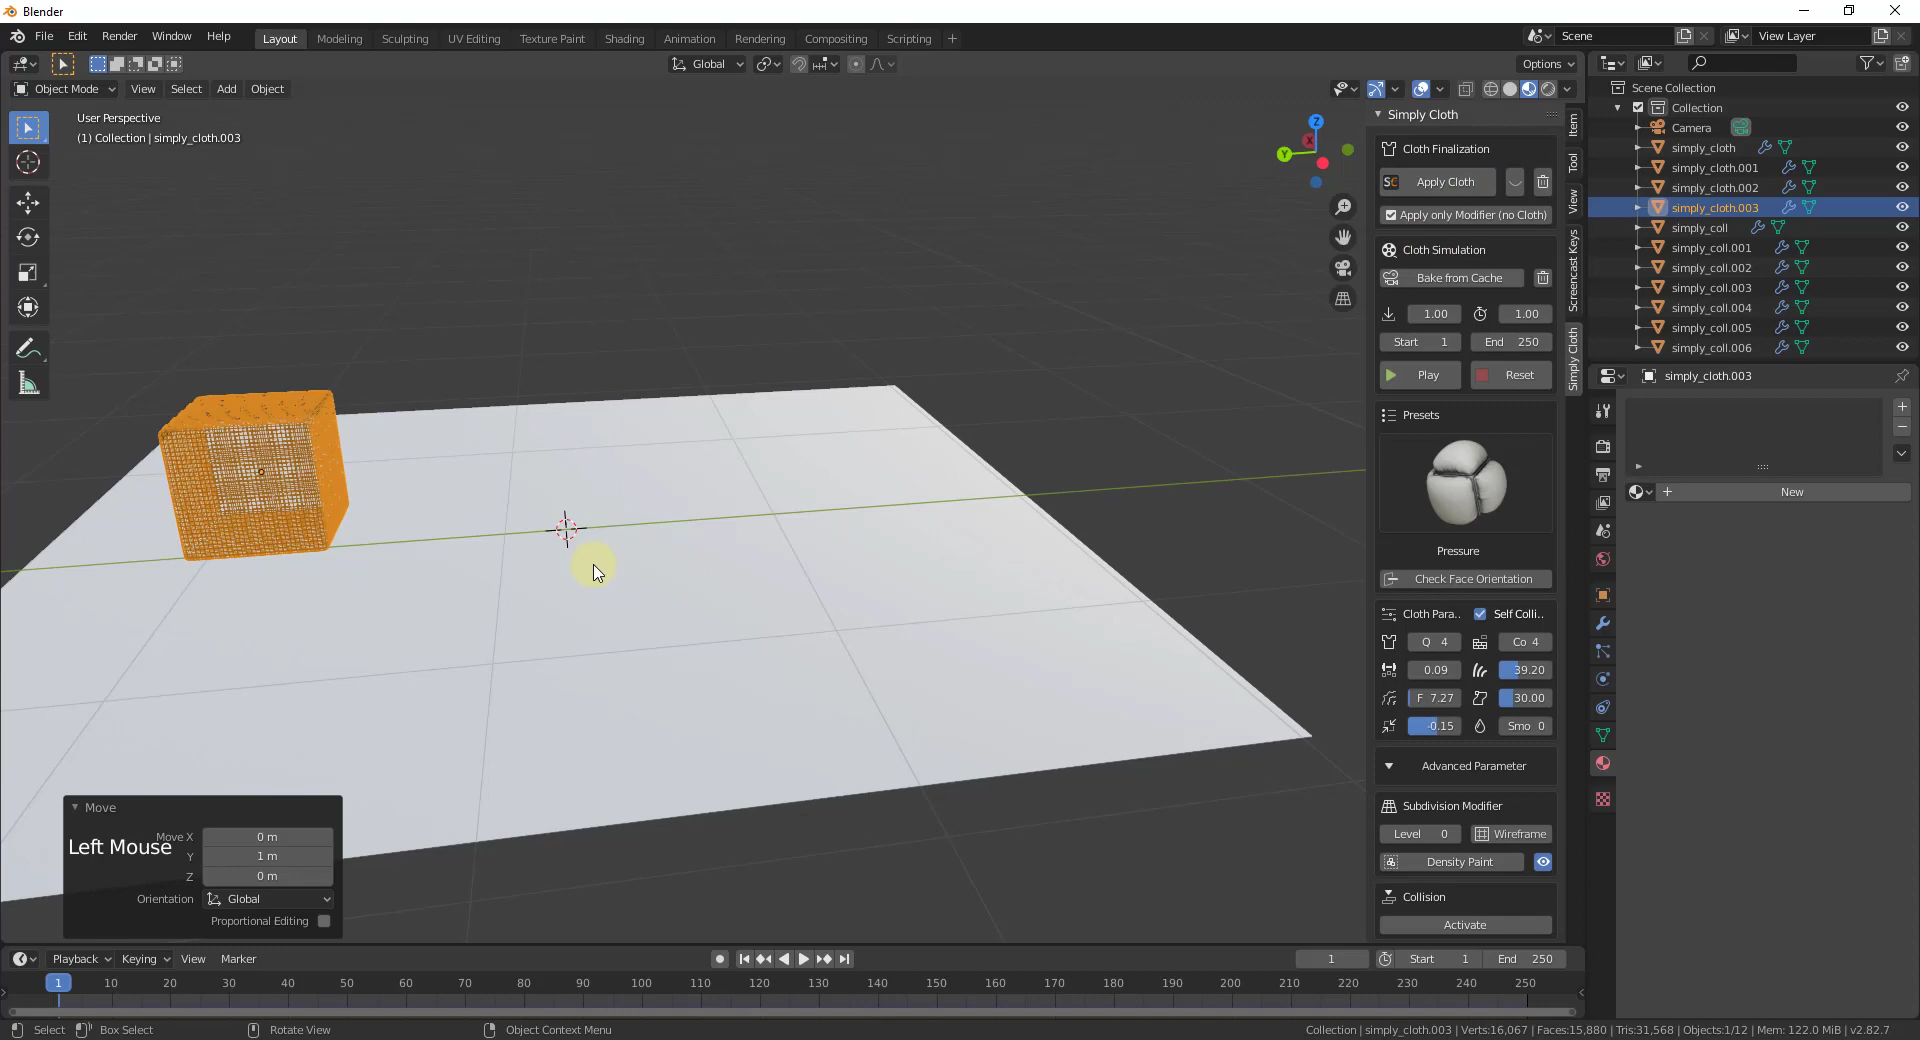 Blender
File Edit Render Window Help
Layout Modeling Sculpting UV Editing Texture Paint Shading Animation Rendering Compositing Scripting +
Scene
View Layer
Global
Options
Object Mode View Select Add Object
User Perspective
(1) Collection | simply_cloth.003
Z
X
Y
Simply Cloth
Cloth Finalization
SC Apply Cloth
Apply only Modifier (no Cloth)
Cloth Simulation
Bake from Cache
1.00 1.00
Start 1 End 250
Play Reset
Presets
Pressure
Check Face Orientation
Cloth Para.. Self Colli..
Q 4 Co 4
0.09 39.20
F 7.27 30.00
-0.15 Smo 0
Advanced Parameter
Subdivision Modifier
Level 0 Wireframe
Density Paint
Collision
Activate
Item
Tool
View
Screencast Keys
Simply Cloth
Scene Collection
Collection
Camera
simply_cloth
simply_cloth.001
simply_cloth.002
simply_cloth.003
simply_coll
simply_coll.001
simply_coll.002
simply_coll.003
simply_coll.004
simply_coll.005
simply_coll.006
simply_cloth.003
New
Move
Move X 0 m
Left Mouse
Y 1 m
Z 0 m
Orientation Global
Proportional Editing
Playback Keying View Marker
1 Start 1 End 250
1 10 20 30 40 50 60 70 80 90 100 110 120 130 140 150 160 170 180 190 200 210 220 230 240 250
Select Box Select Rotate View Object Context Menu
Collection | simply_cloth.003 | Verts:16,067 | Faces:15,880 | Tris:31,568 | Objects:1/12 | Mem: 122.0 MiB | v2.82.7